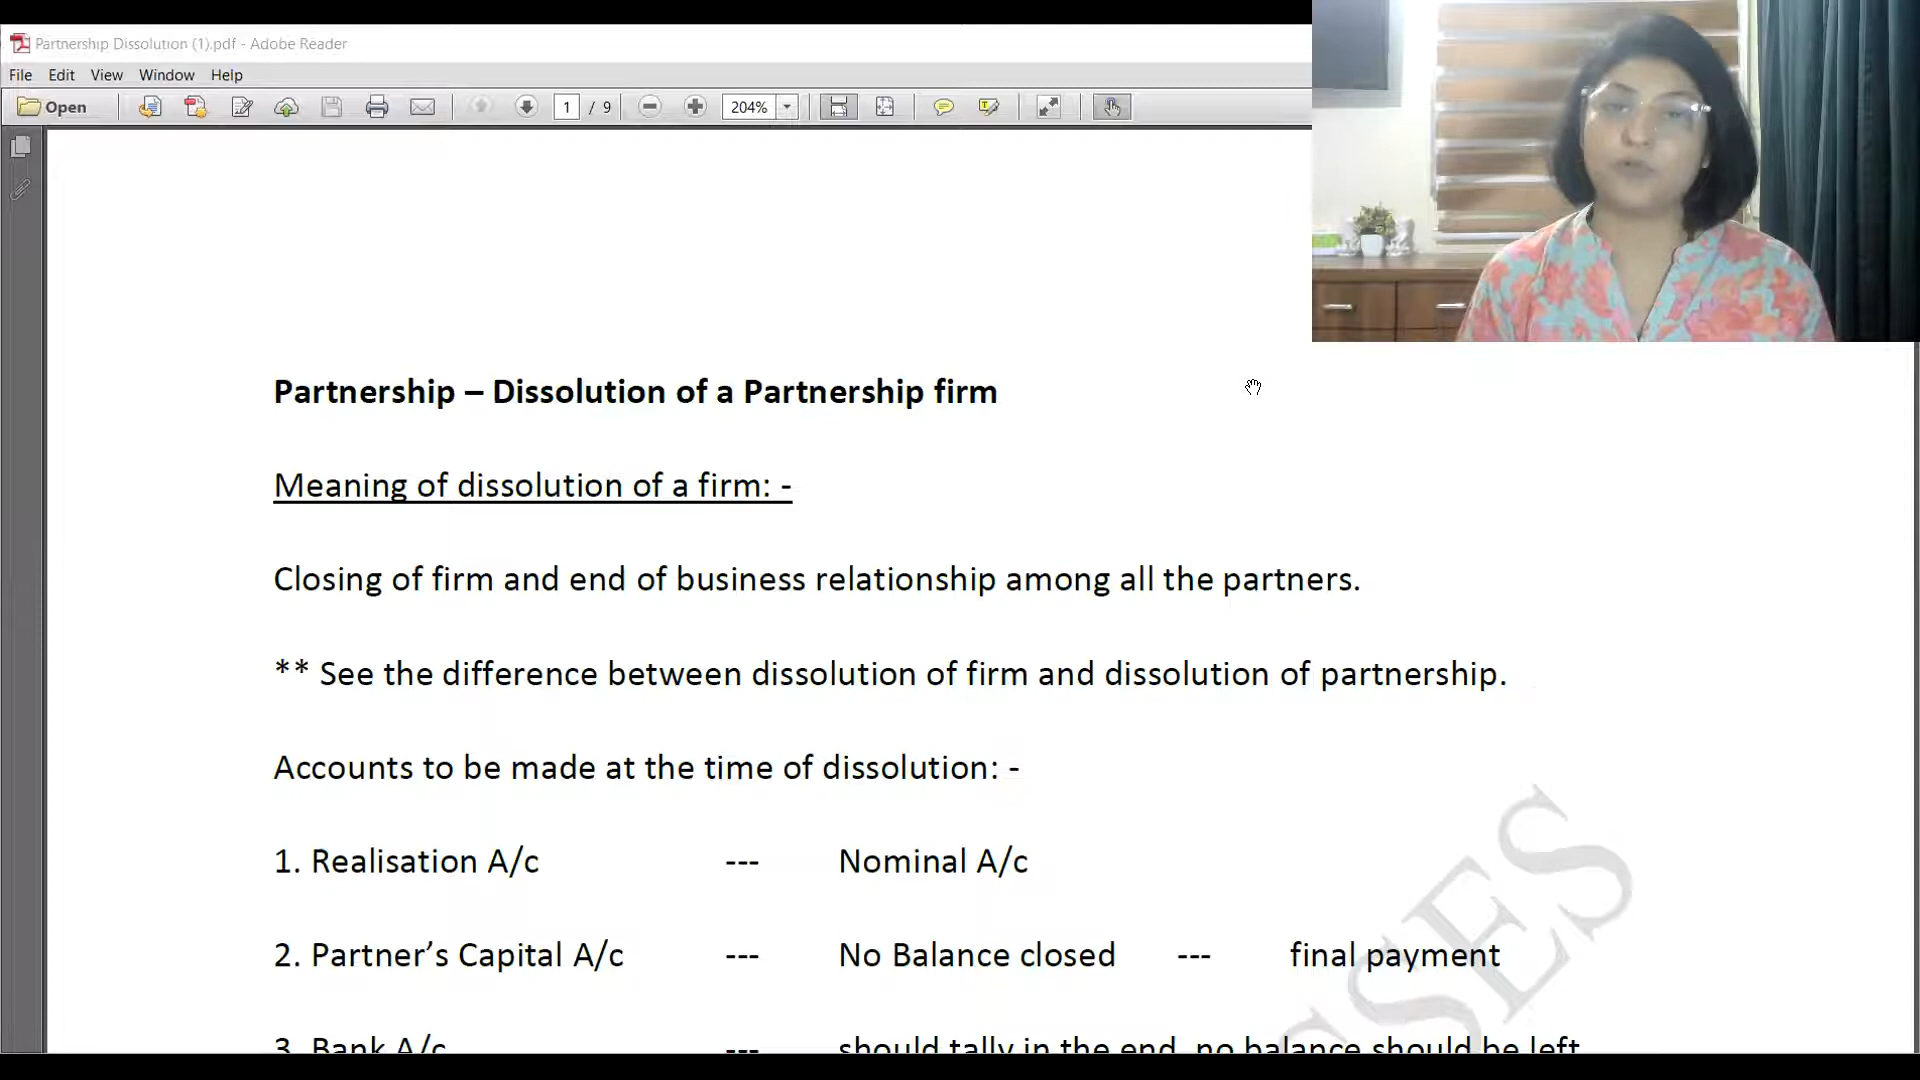 Partnership Dissolution (1).pdf - Adobe Reader
File Edit View Window Help
Open 1 / 9 204%
Partnership – Dissolution of a Partnership firm
Meaning of dissolution of a firm: -
Closing of firm and end of business relationship among all the partners.
** See the difference between dissolution of firm and dissolution of partnership.
Accounts to be made at the time of dissolution: -
1. Realisation A/c --- Nominal A/c
2. Partner’s Capital A/c --- No Balance closed --- final payment
3. Bank A/c --- should tally in the end, no balance should be left
SSES